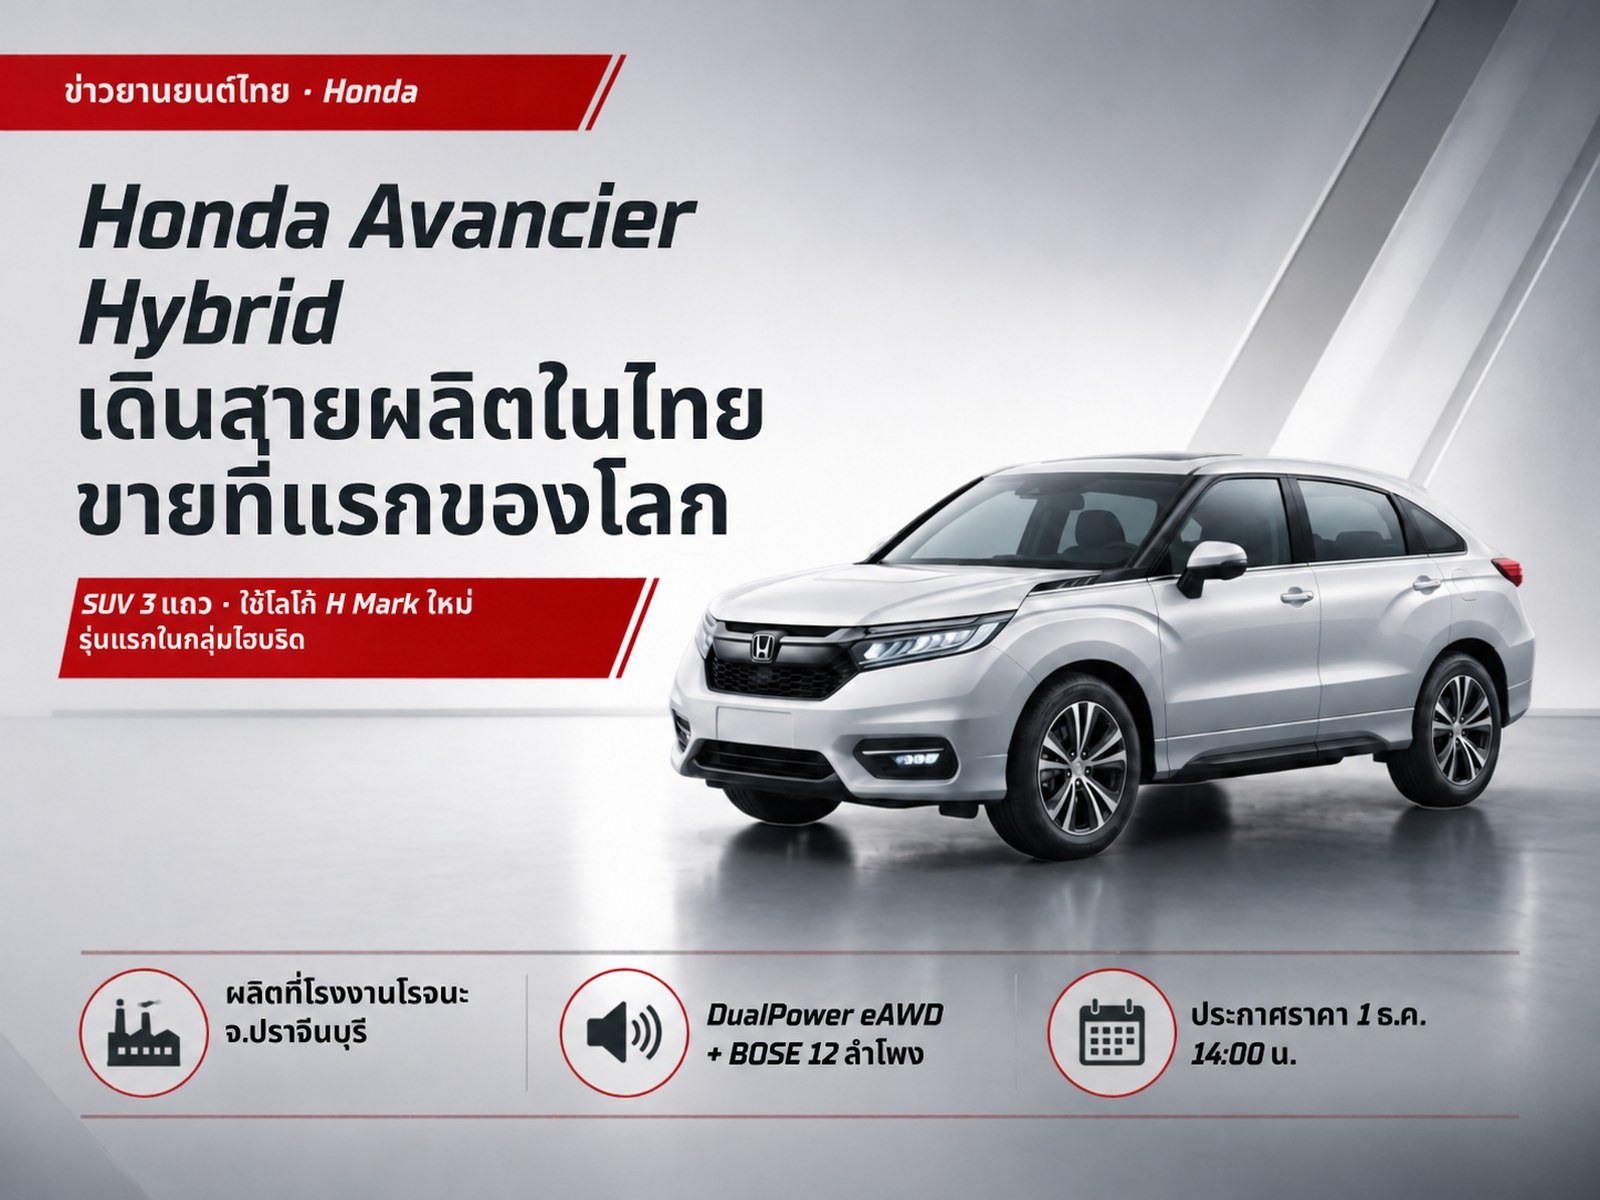 ข่าวยานยนต์ไทย · Honda
Honda Avancier
Hybrid
เดินสายผลิตในไทย
ขายที่แรกของโลก
SUV 3 แถว · ใช้โลโก้ H Mark ใหม่
รุ่นแรกในกลุ่มไฮบริด
ผลิตที่โรงงานโรจนะ
จ.ปราจีนบุรี
DualPower eAWD
+ BOSE 12 ลำโพง
ประกาศราคา 1 ธ.ค.
14:00 น.